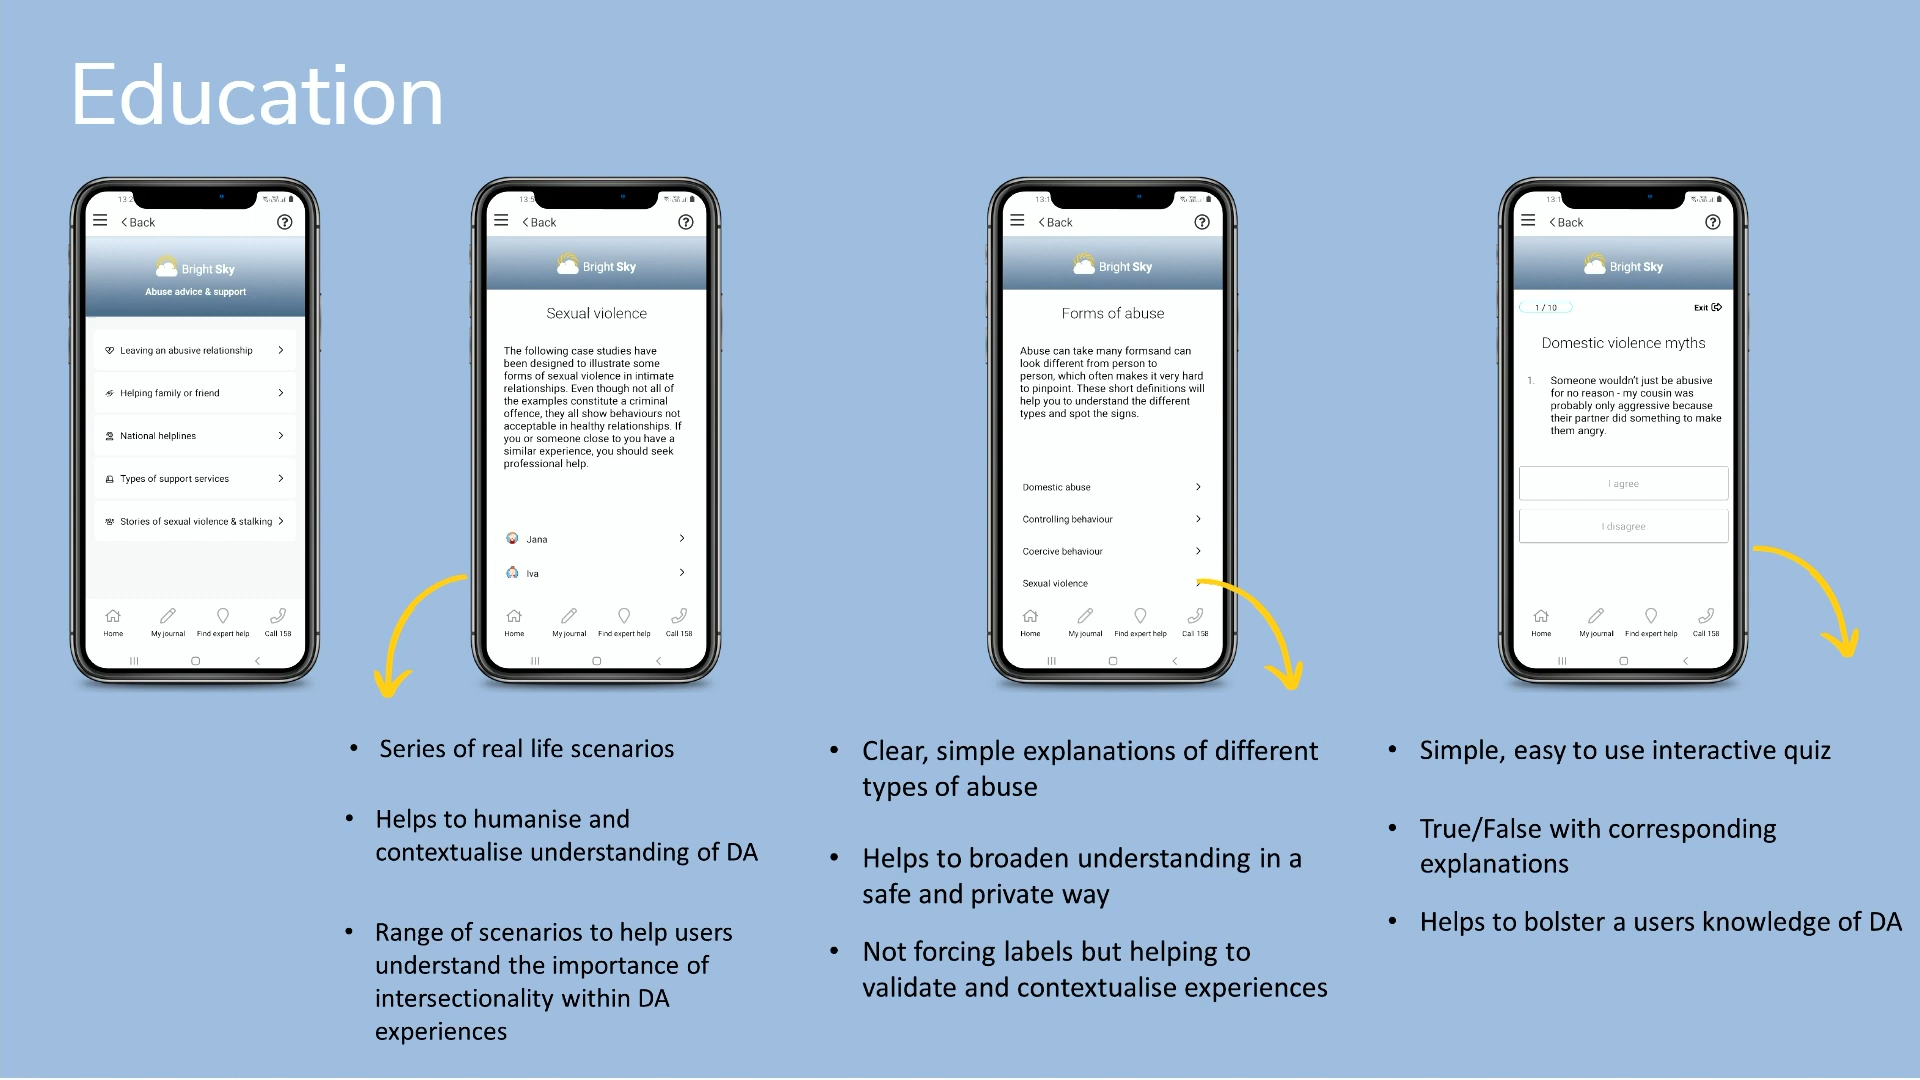 Education
13:2
Back
Bright Sky
Abuse advice & support
Leaving an abusive relationship
Helping family or friend
National helplines
Types of support services
Stories of sexual violence & stalking
Home
My journal
Find expert help
Call 158
13:5
Back
Bright Sky
Sexual violence
The following case studies have
been designed to illustrate some
forms of sexual violence in intimate
relationships. Even though not all of
the examples constitute a criminal
offence, they all show behaviours not
acceptable in healthy relationships. If
you or someone close to you have a
similar experience, you should seek
professional help.
Jana
Iva
Home
My journal
Find expert help
Call 158
13:1
Back
Bright Sky
Forms of abuse
Abuse can take many formsand can
look different from person to
person, which often makes it very hard
to pinpoint. These short definitions will
help you to understand the different
types and spot the signs.
Domestic abuse
Controlling behaviour
Coercive behaviour
Sexual violence
Home
My journal
Find expert help
Call 158
13:1
Back
Bright Sky
1 / 10
Exit
Domestic violence myths
1. Someone wouldn't just be abusive
for no reason - my cousin was
probably only aggressive because
their partner did something to make
them angry.
I agree
I disagree
Home
My journal
Find expert help
Call 158
• Series of real life scenarios
• Helps to humanise and
contextualise understanding of DA
• Range of scenarios to help users
understand the importance of
intersectionality within DA
experiences
• Clear, simple explanations of different
types of abuse
• Helps to broaden understanding in a
safe and private way
• Not forcing labels but helping to
validate and contextualise experiences
• Simple, easy to use interactive quiz
• True/False with corresponding
explanations
• Helps to bolster a users knowledge of DA